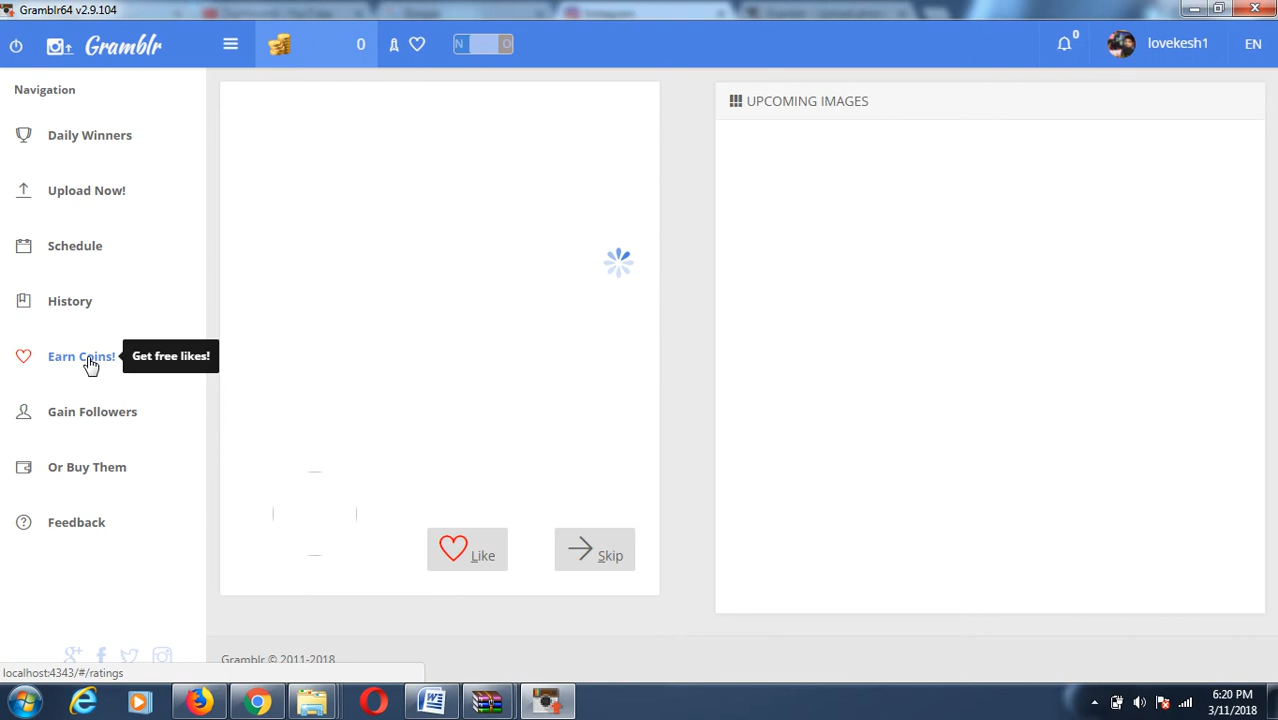 Gramblr64 v2.9.104
Gramblr
0
N O
0
lovekesh1
EN
Navigation
Daily Winners
Upload Now!
Schedule
History
Earn Coins!
Get free likes!
Gain Followers
Or Buy Them
Feedback
Like
Skip
UPCOMING IMAGES
Gramblr © 2011-2018
localhost:4343/#/ratings
6:20 PM
3/11/2018